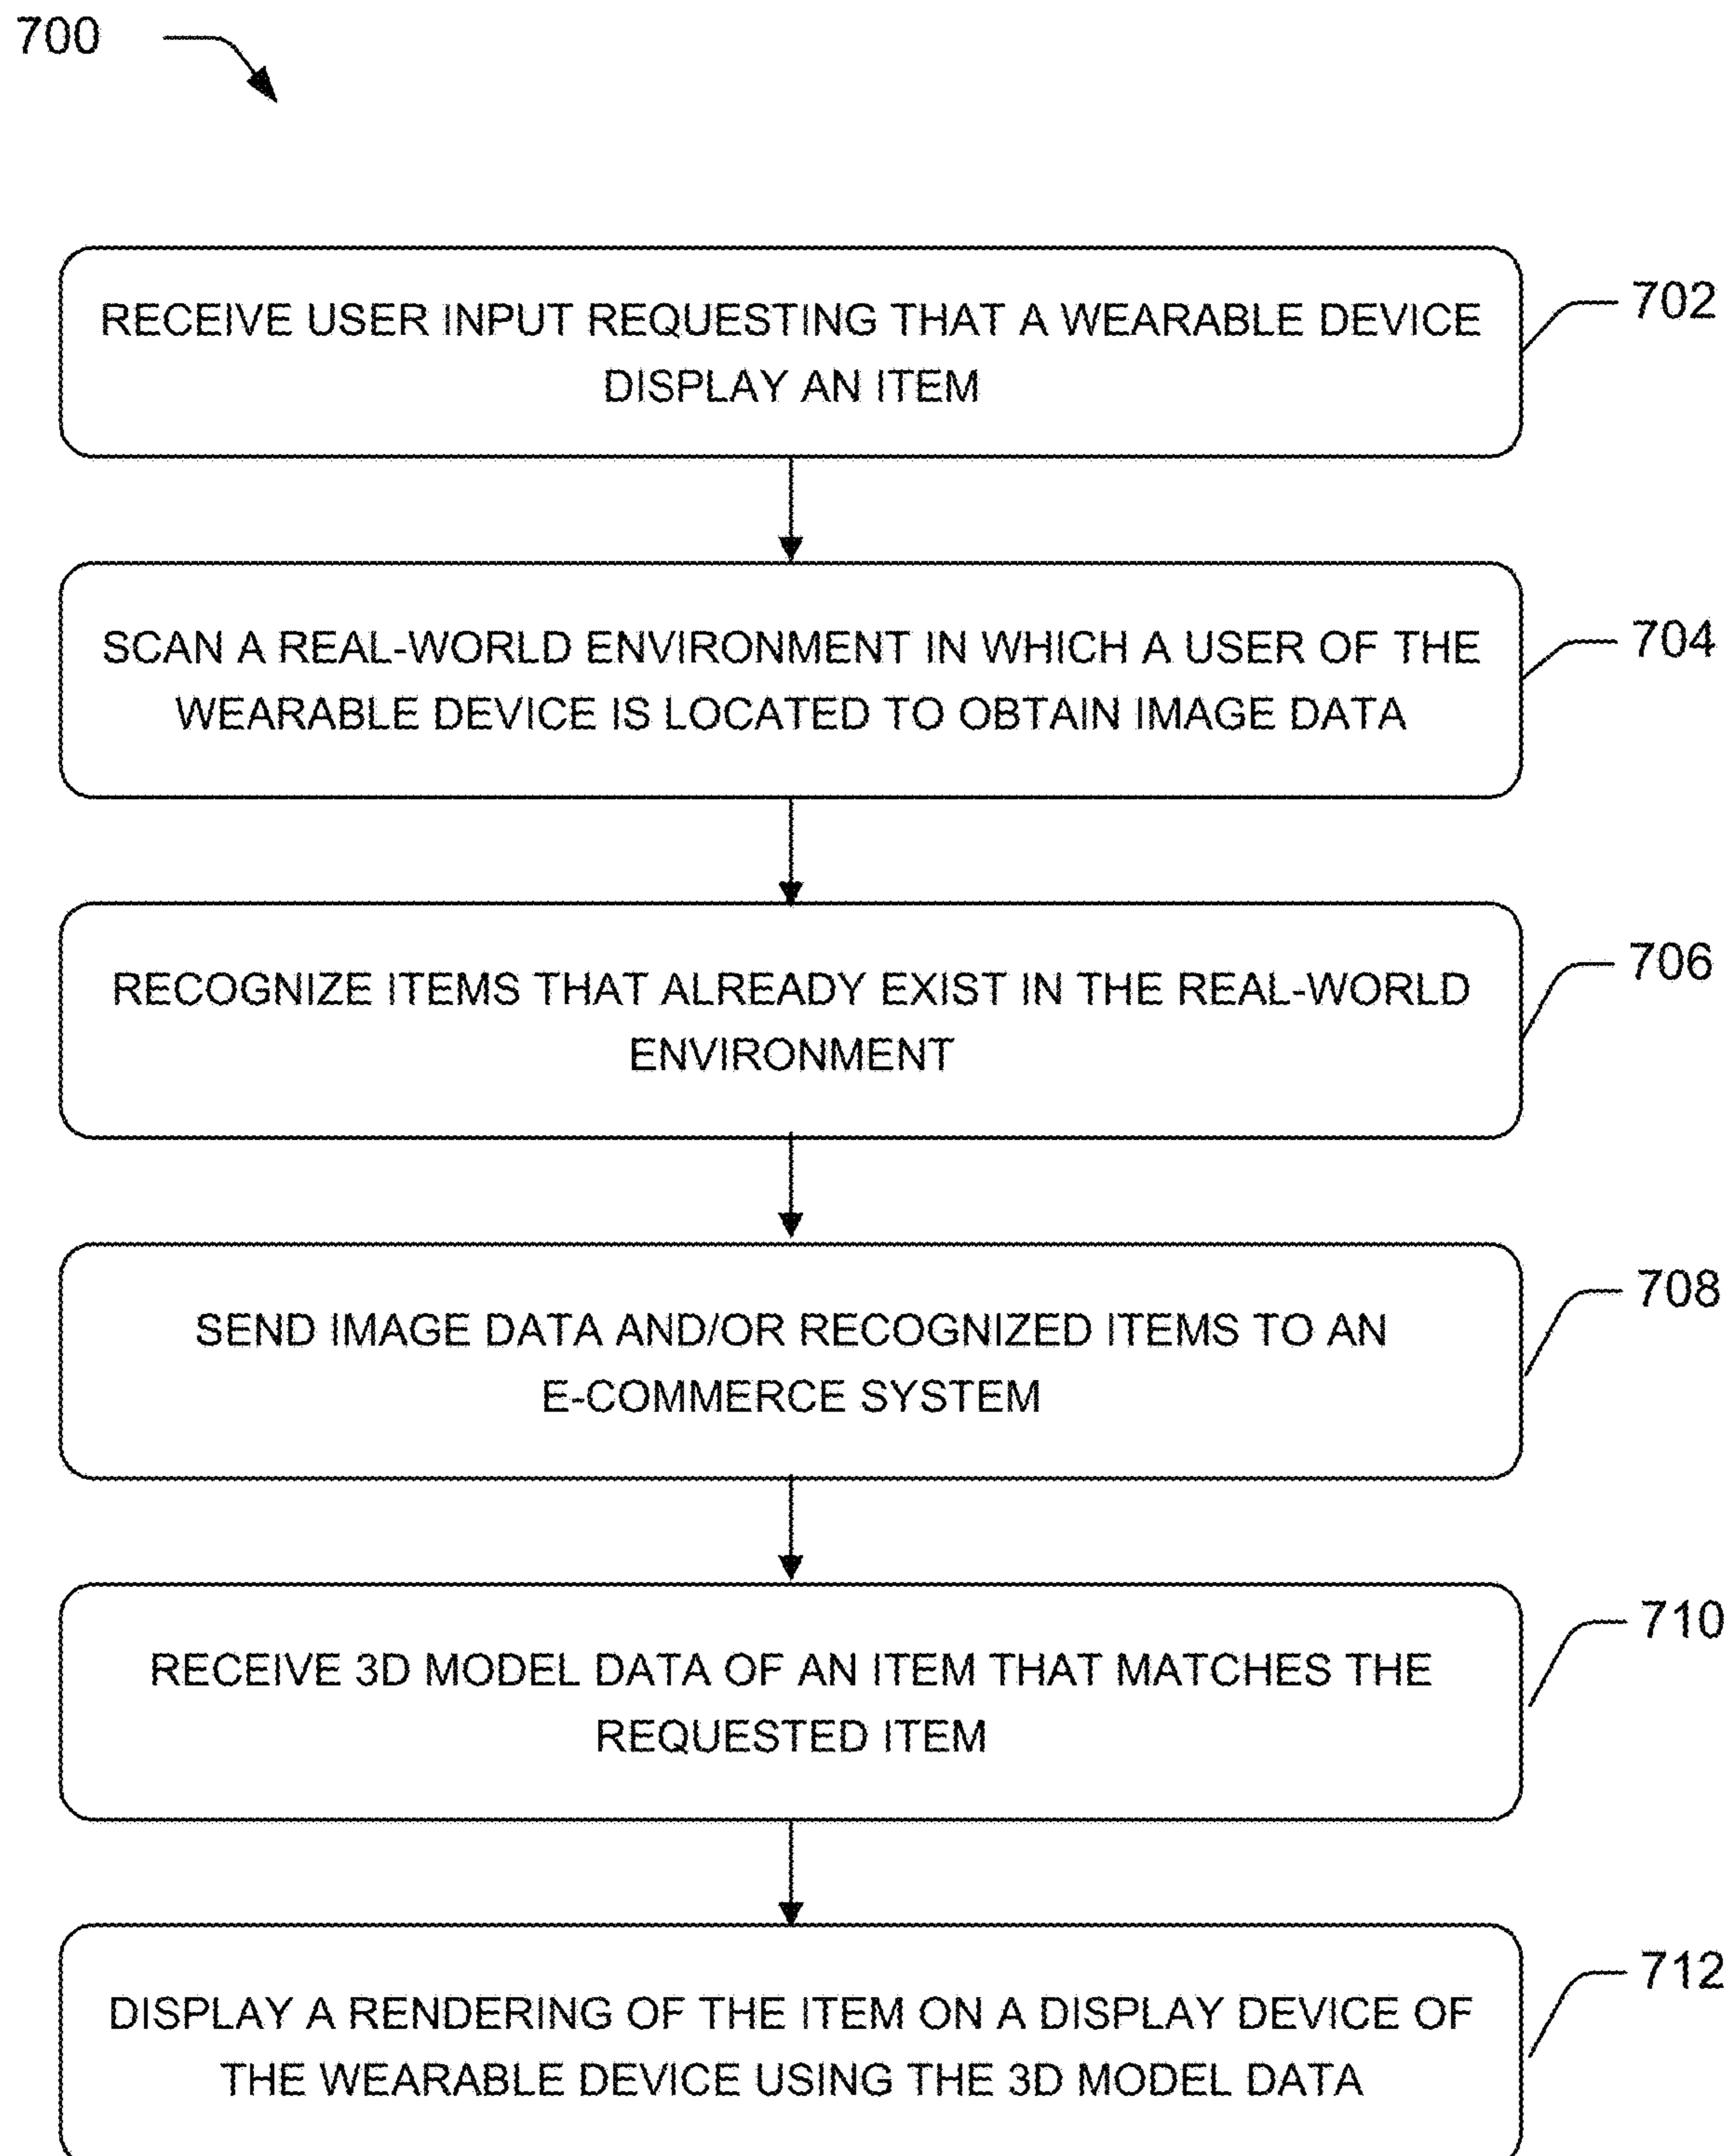 700
RECEIVE USER INPUT REQUESTING THAT A WEARABLE DEVICE
DISPLAY AN ITEM
702
SCAN A REAL-WORLD ENVIRONMENT IN WHICH A USER OF THE
WEARABLE DEVICE IS LOCATED TO OBTAIN IMAGE DATA
704
RECOGNIZE ITEMS THAT ALREADY EXIST IN THE REAL-WORLD
ENVIRONMENT
706
SEND IMAGE DATA AND/OR RECOGNIZED ITEMS TO AN
E-COMMERCE SYSTEM
708
RECEIVE 3D MODEL DATA OF AN ITEM THAT MATCHES THE
REQUESTED ITEM
710
DISPLAY A RENDERING OF THE ITEM ON A DISPLAY DEVICE OF
THE WEARABLE DEVICE USING THE 3D MODEL DATA
712